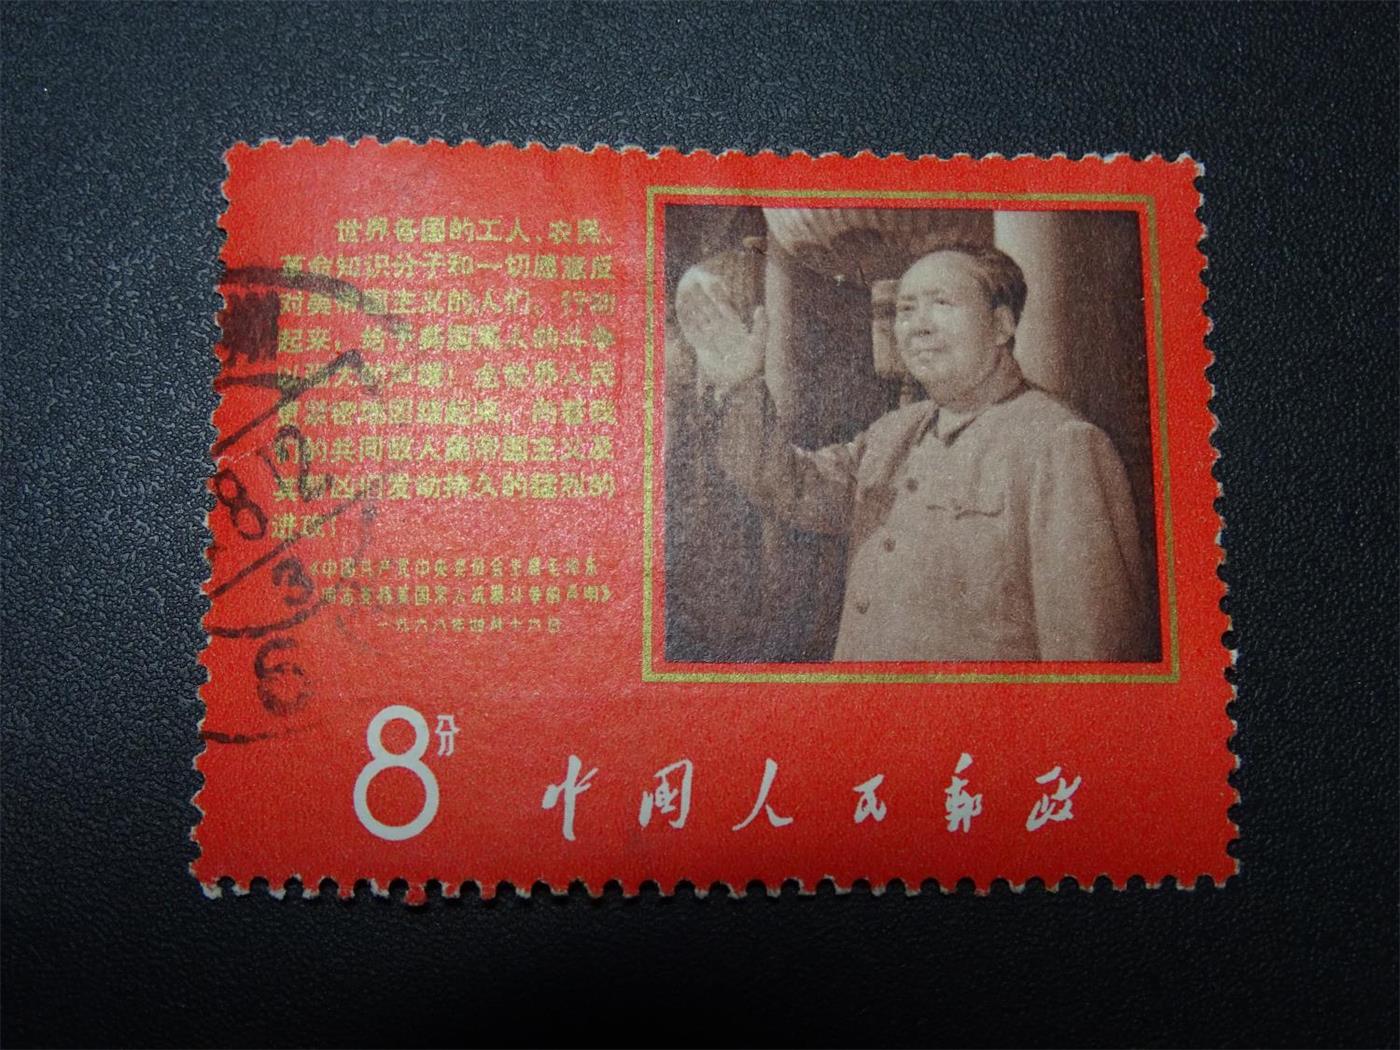 世界各国的工人、农民、
革命知识分子和一切愿意反
对美帝国主义的人们，行动
起来，给予美国黑人的斗争
以强大的声援！全世界人民
更紧密地团结起来，向着我
们的共同敌人美帝国主义及
其帮凶们发动持久的猛烈的
进攻！
《中国共产党中央委员会主席毛泽东
同志支持美国黑人抗暴斗争的声明》
一九六八年四月十六日
8分
中国人民邮政
8 12
3
6